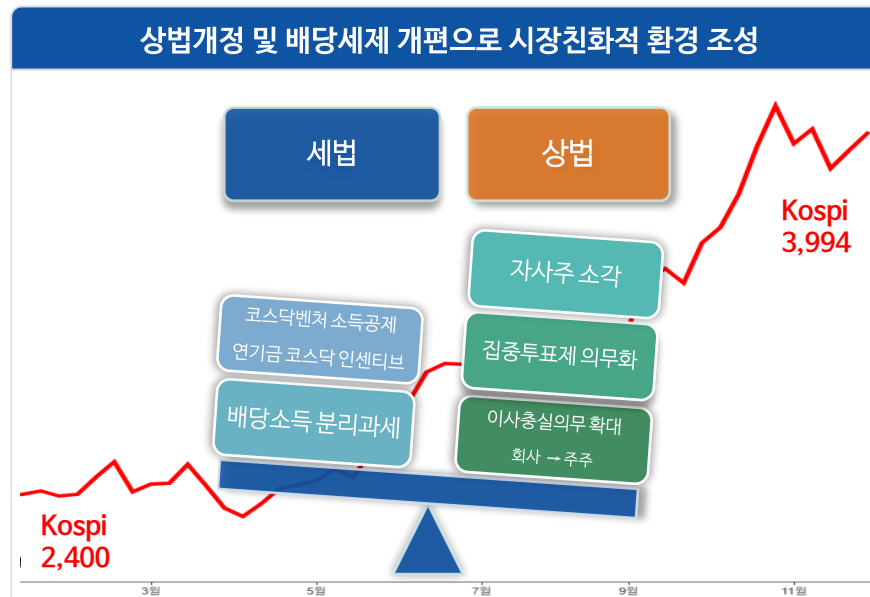 상법개정 및 배당세제 개편으로 시장친화적 환경 조성
세법
상법
Kospi
3,994
자사주 소각
코스닥벤처 소득공제
연기금 코스닥 인센티브
집중투표제 의무화
배당소득 분리과세
이사충실의무 확대
회사 → 주주
Kospi
2,400
3월
5월
7월
9월
11월